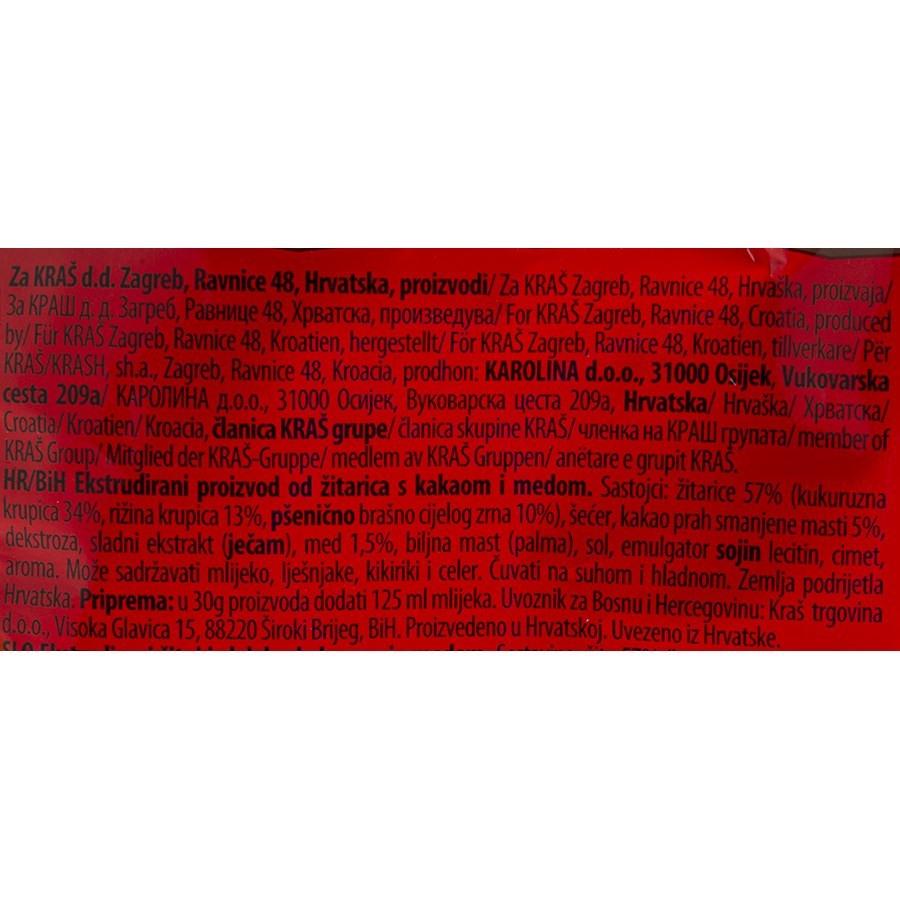 Za KRAŠ d.d. Zagreb, Ravnice 48, Hrvatska, proizvodi/ Za KRAŠ Zagreb, Ravnice 48, Hrvaška, proizvaja/
За КРАШ д. д. Загреб, Равнице 48, Хрватска, произведува/ For KRAŠ Zagreb, Ravnice 48, Croatia, produced
by/ Für KRAŠ Zagreb, Ravnice 48, Kroatien, hergestellt/ För KRAŠ Zagreb, Ravnice 48, Kroatien, tillverkare/ Për
KRAŠ/KRASH, sh.a., Zagreb, Ravnice 48, Kroacia, prodhon: KAROLINA d.o.o., 31000 Osijek, Vukovarska
cesta 209a/ КАРОЛИНА д.о.о., 31000 Осијек, Вуковарска цеста 209a, Hrvatska/ Hrvaška/ Хрватска/
Croatia/ Kroatien/ Kroacia, članica KRAŠ grupe/ članica skupine KRAŠ/ членка на КРАШ групата/ member of
KRAŠ Group/ Mitglied der KRAŠ-Gruppe/ medlem av KRAŠ Gruppen/ anëtare e grupit KRAŠ.
HR/BiH Ekstrudirani proizvod od žitarica s kakaom i medom. Sastojci: žitarice 57% (kukuruzna
krupica 34%, rižina krupica 13%, pšenično brašno cijelog zrna 10%), šećer, kakao prah smanjene masti 5%,
dekstroza, sladni ekstrakt (ječam), med 1,5%, biljna mast (palma), sol, emulgator sojin lecitin, cimet,
aroma. Može sadržavati mlijeko, lješnjake, kikiriki i celer. Čuvati na suhom i hladnom. Zemlja podrijetla
Hrvatska. Priprema: u 30g proizvoda dodati 125 ml mlijeka. Uvoznik za Bosnu i Hercegovinu: Kraš trgovina
d.o.o., Visoka Glavica 15, 88220 Široki Brijeg, BiH. Proizvedeno u Hrvatskoj. Uvezeno iz Hrvatske.